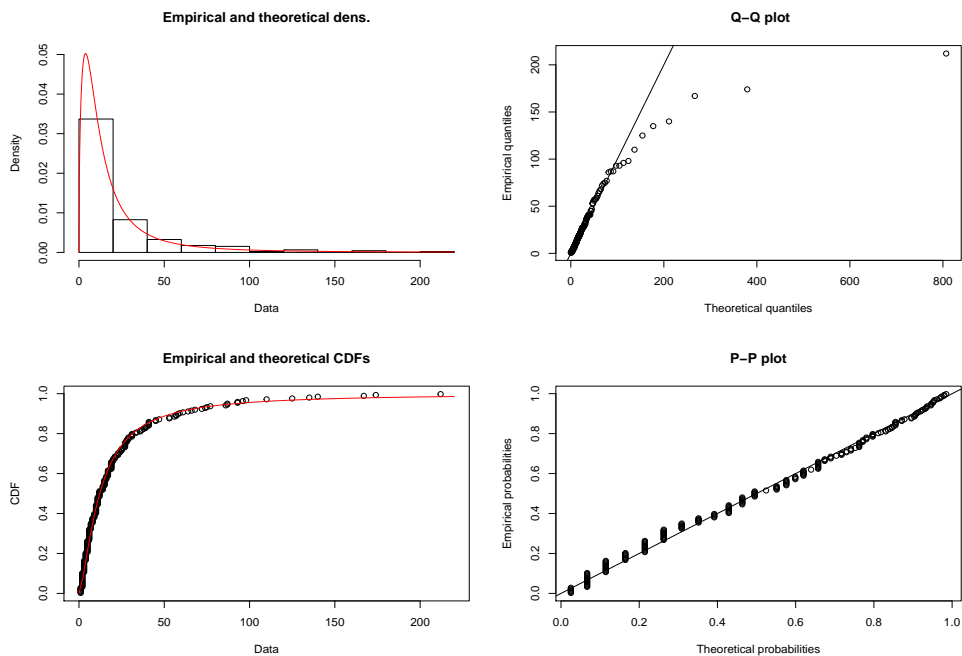 Empirical and theoretical dens.
Density
0.00 0.01 0.02 0.03 0.04 0.05
0 50 100 150 200
Data
Q−Q plot
Empirical quantiles
0 50 100 150 200
0 200 400 600 800
Theoretical quantiles
Empirical and theoretical CDFs
CDF
0.0 0.2 0.4 0.6 0.8 1.0
0 50 100 150 200
Data
P−P plot
Empirical probabilities
0.0 0.2 0.4 0.6 0.8 1.0
0.0 0.2 0.4 0.6 0.8 1.0
Theoretical probabilities